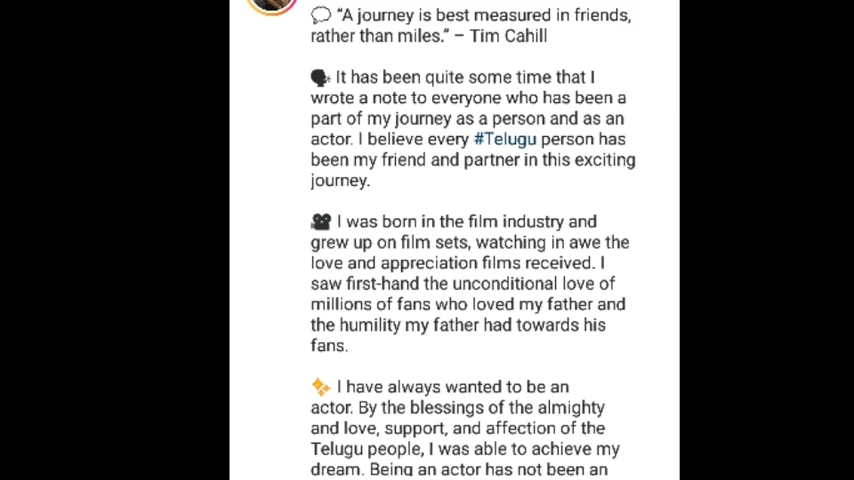 💬 “A journey is best measured in friends,
rather than miles.” – Tim Cahill
🗣 It has been quite some time that I
wrote a note to everyone who has been a
part of my journey as a person and as an
actor. I believe every #Telugu person has
been my friend and partner in this exciting
journey.
🎥 I was born in the film industry and
grew up on film sets, watching in awe the
love and appreciation films received. I
saw first-hand the unconditional love of
millions of fans who loved my father and
the humility my father had towards his
fans.
✨ I have always wanted to be an
actor. By the blessings of the almighty
and love, support, and affection of the
Telugu people, I was able to achieve my
dream. Being an actor has not been an